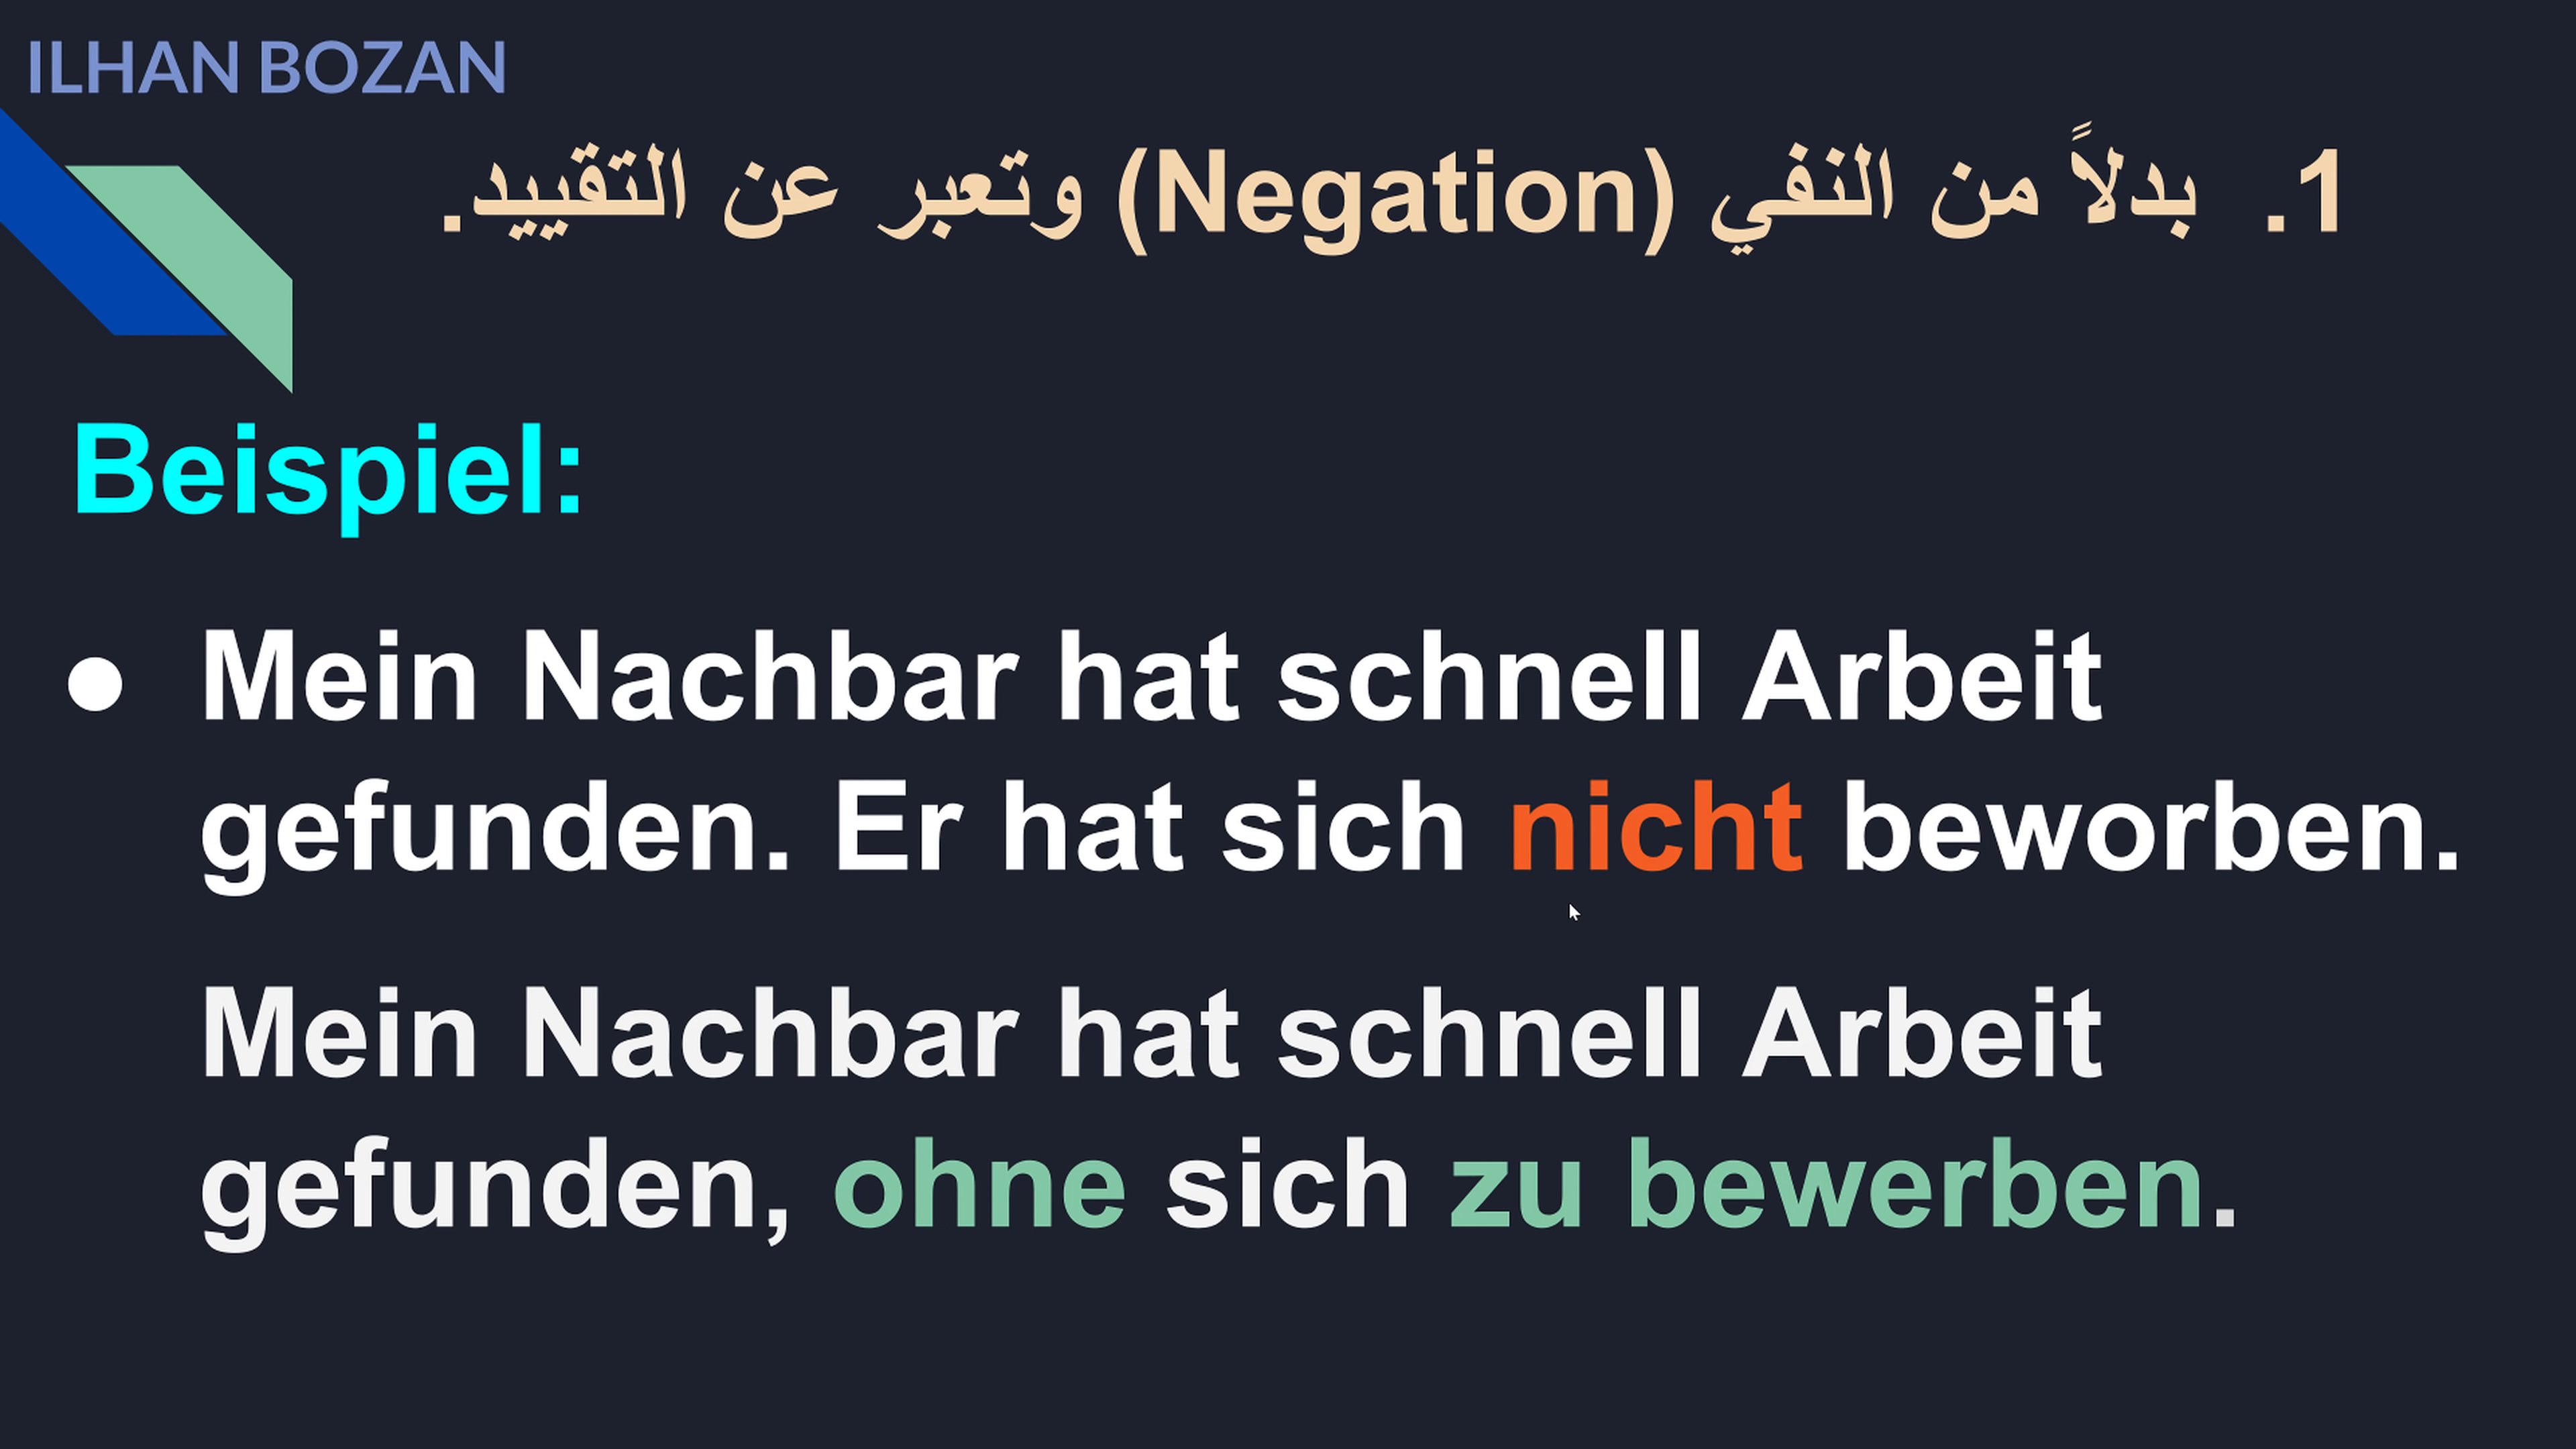 ILHAN BOZAN
1. بدلاً من النفي (Negation) وتعبر عن التقييد.
Beispiel:
● Mein Nachbar hat schnell Arbeit
gefunden. Er hat sich nicht beworben.
Mein Nachbar hat schnell Arbeit
gefunden, ohne sich zu bewerben.